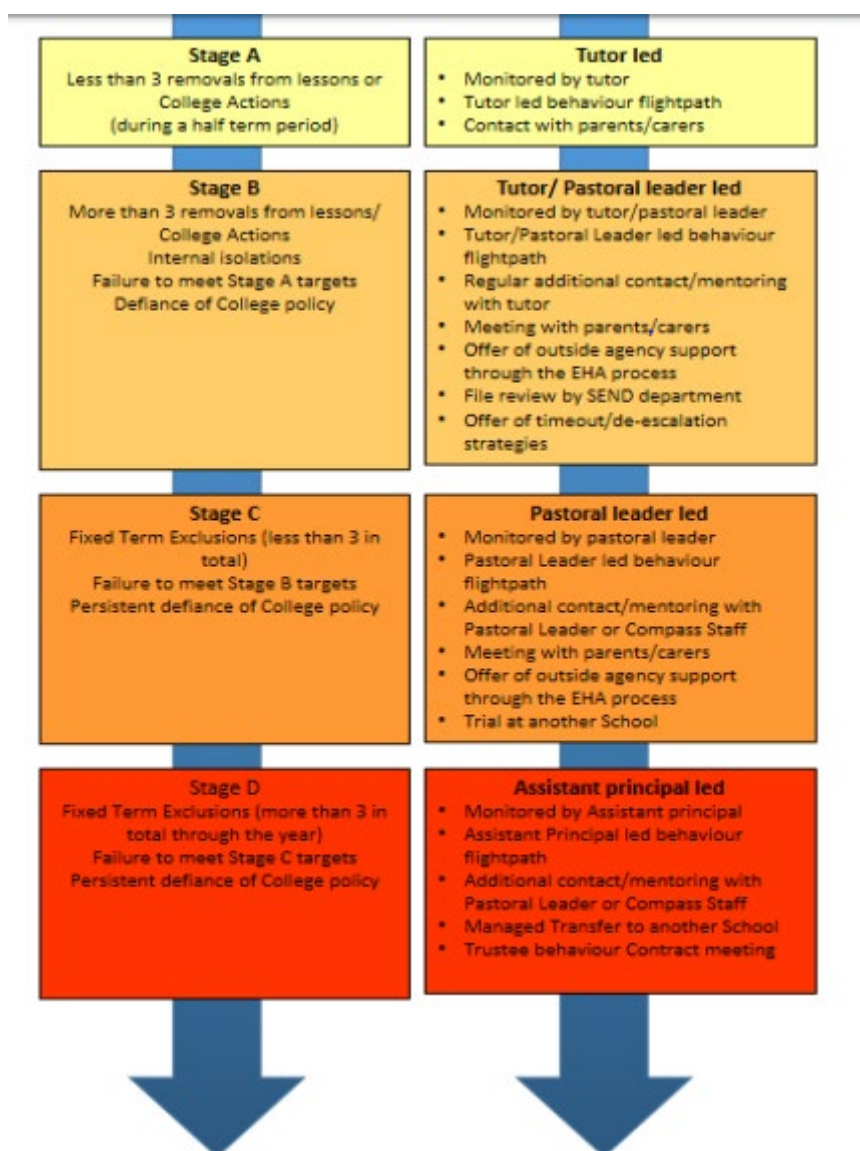 Stage A
Less than 3 removals from lessons or
College Actions
(during a half term period)
Tutor led
• Monitored by tutor
• Tutor led behaviour flightpath
• Contact with parents/carers
Stage B
More than 3 removals from lessons/
College Actions
Internal isolations
Failure to meet Stage A targets
Defiance of College policy
Tutor/ Pastoral leader led
• Monitored by tutor/pastoral leader
• Tutor/Pastoral Leader led behaviour
flightpath
• Regular additional contact/mentoring
with tutor
• Meeting with parents/carers
• Offer of outside agency support
through the EHA process
• File review by SEND department
• Offer of timeout/de-escalation
strategies
Stage C
Fixed Term Exclusions (less than 3 in
total)
Failure to meet Stage B targets
Persistent defiance of College policy
Pastoral leader led
• Monitored by pastoral leader
• Pastoral Leader led behaviour
flightpath
• Additional contact/mentoring with
Pastoral Leader or Compass Staff
• Meeting with parents/carers
• Offer of outside agency support
through the EHA process
• Trial at another School
Stage D
Fixed Term Exclusions (more than 3 in
total through the year)
Failure to meet Stage C targets
Persistent defiance of College policy
Assistant principal led
• Monitored by Assistant principal
• Assistant Principal led behaviour
flightpath
• Additional contact/mentoring with
Pastoral Leader or Compass Staff
• Managed Transfer to another School
• Trustee behaviour Contract meeting